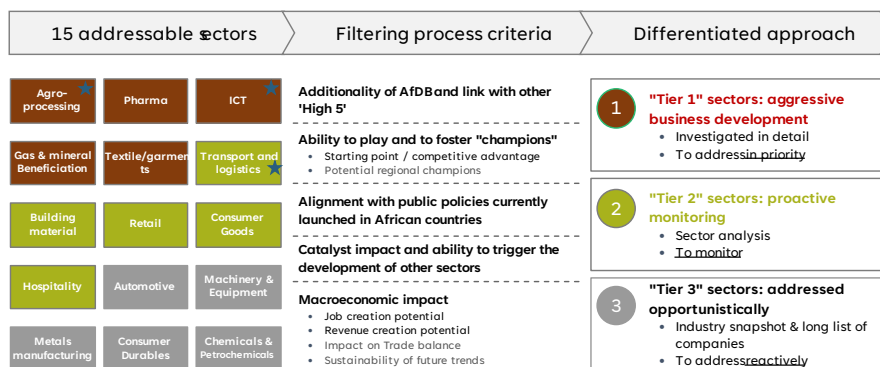 15 addressable sectors
Filtering process criteria
Differentiated approach
Agro-
processing
Pharma
ICT
Gas & mineral
Beneficiation
Textile/garmen
ts
Transport and
logistics
Building
material
Retail
Consumer
Goods
Hospitality
Automotive
Machinery &
Equipment
Metals
manufacturing
Consumer
Durables
Chemicals &
Petrochemicals
Additionality of AfDB and link with other
'High 5'
Ability to play and to foster "champions"
• Starting point / competitive advantage
• Potential regional champions
Alignment with public policies currently
launched in African countries
Catalyst impact and ability to trigger the
development of other sectors
Macroeconomic impact
• Job creation potential
• Revenue creation potential
• Impact on Trade balance
• Sustainability of future trends
1
"Tier 1" sectors: aggressive
business development
• Investigated in detail
• To address in priority
2
"Tier 2" sectors: proactive
monitoring
• Sector analysis
• To monitor
3
"Tier 3" sectors: addressed
opportunistically
• Industry snapshot & long list of
companies
• To address reactively